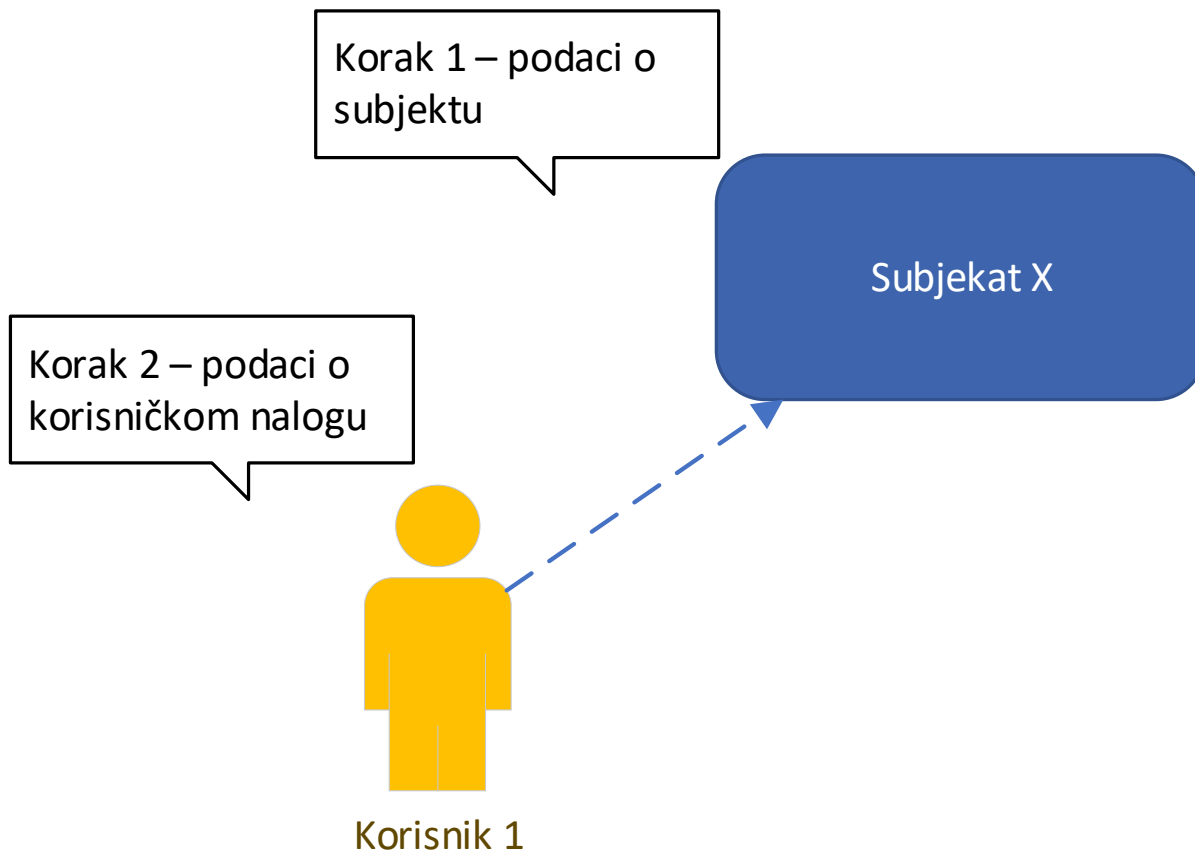 Korak 1 – podaci o
subjektu
Subjekat X
Korak 2 – podaci o
korisničkom nalogu
Korisnik 1